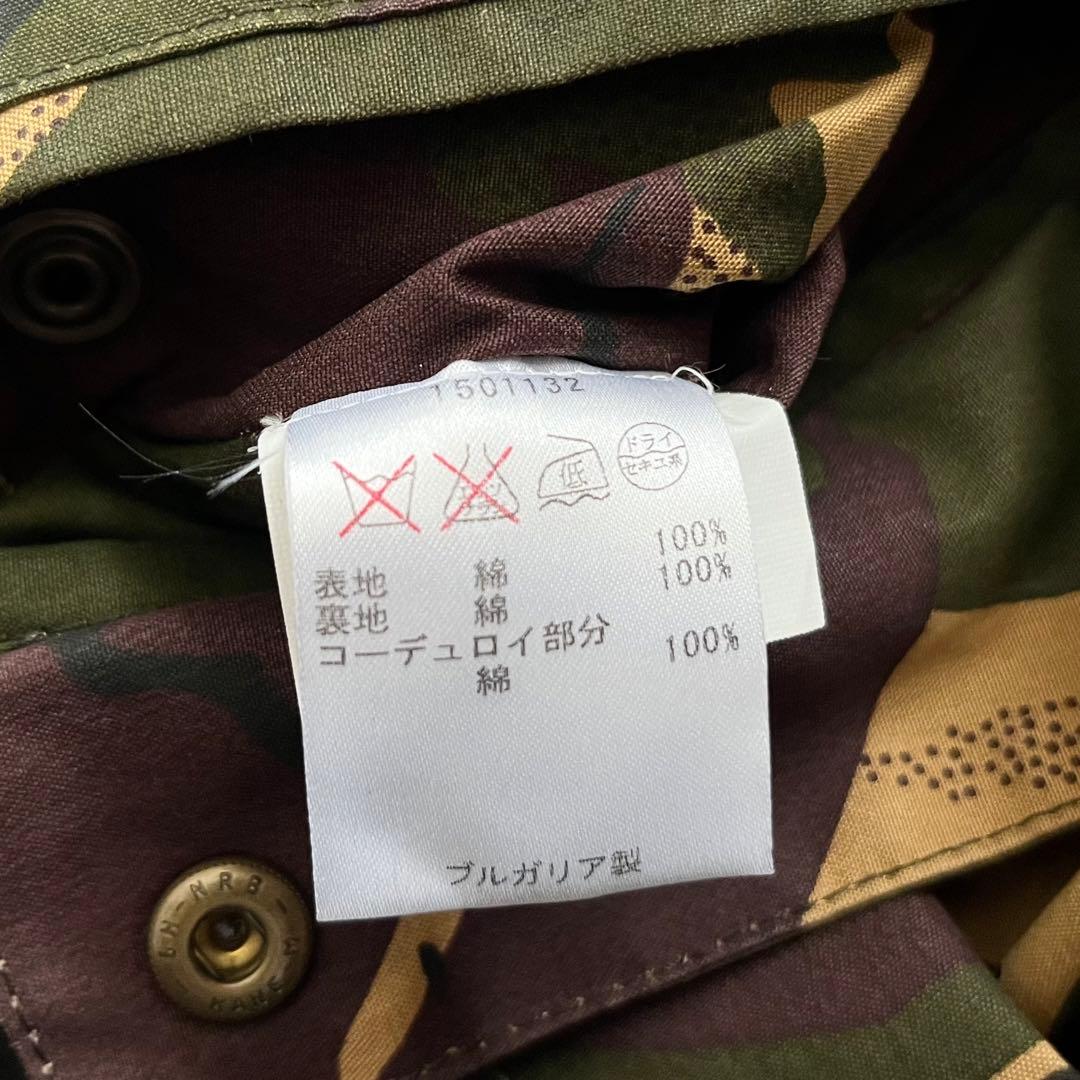 1501132
低 ドライ セキユ系
100%
表地 綿 100%
裏地 綿
コーデュロイ部分 100%
綿
ブルガリア製